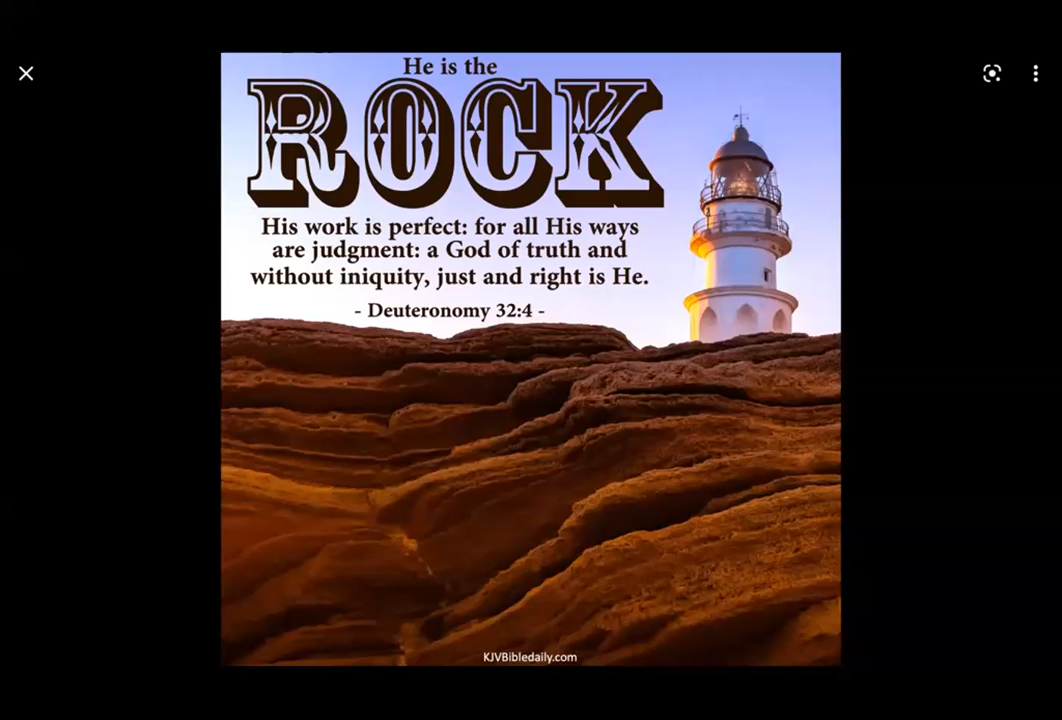 He is the
ROCK
His work is perfect: for all His ways
are judgment: a God of truth and
without iniquity, just and right is He.
- Deuteronomy 32:4 -
KJVBibledaily.com